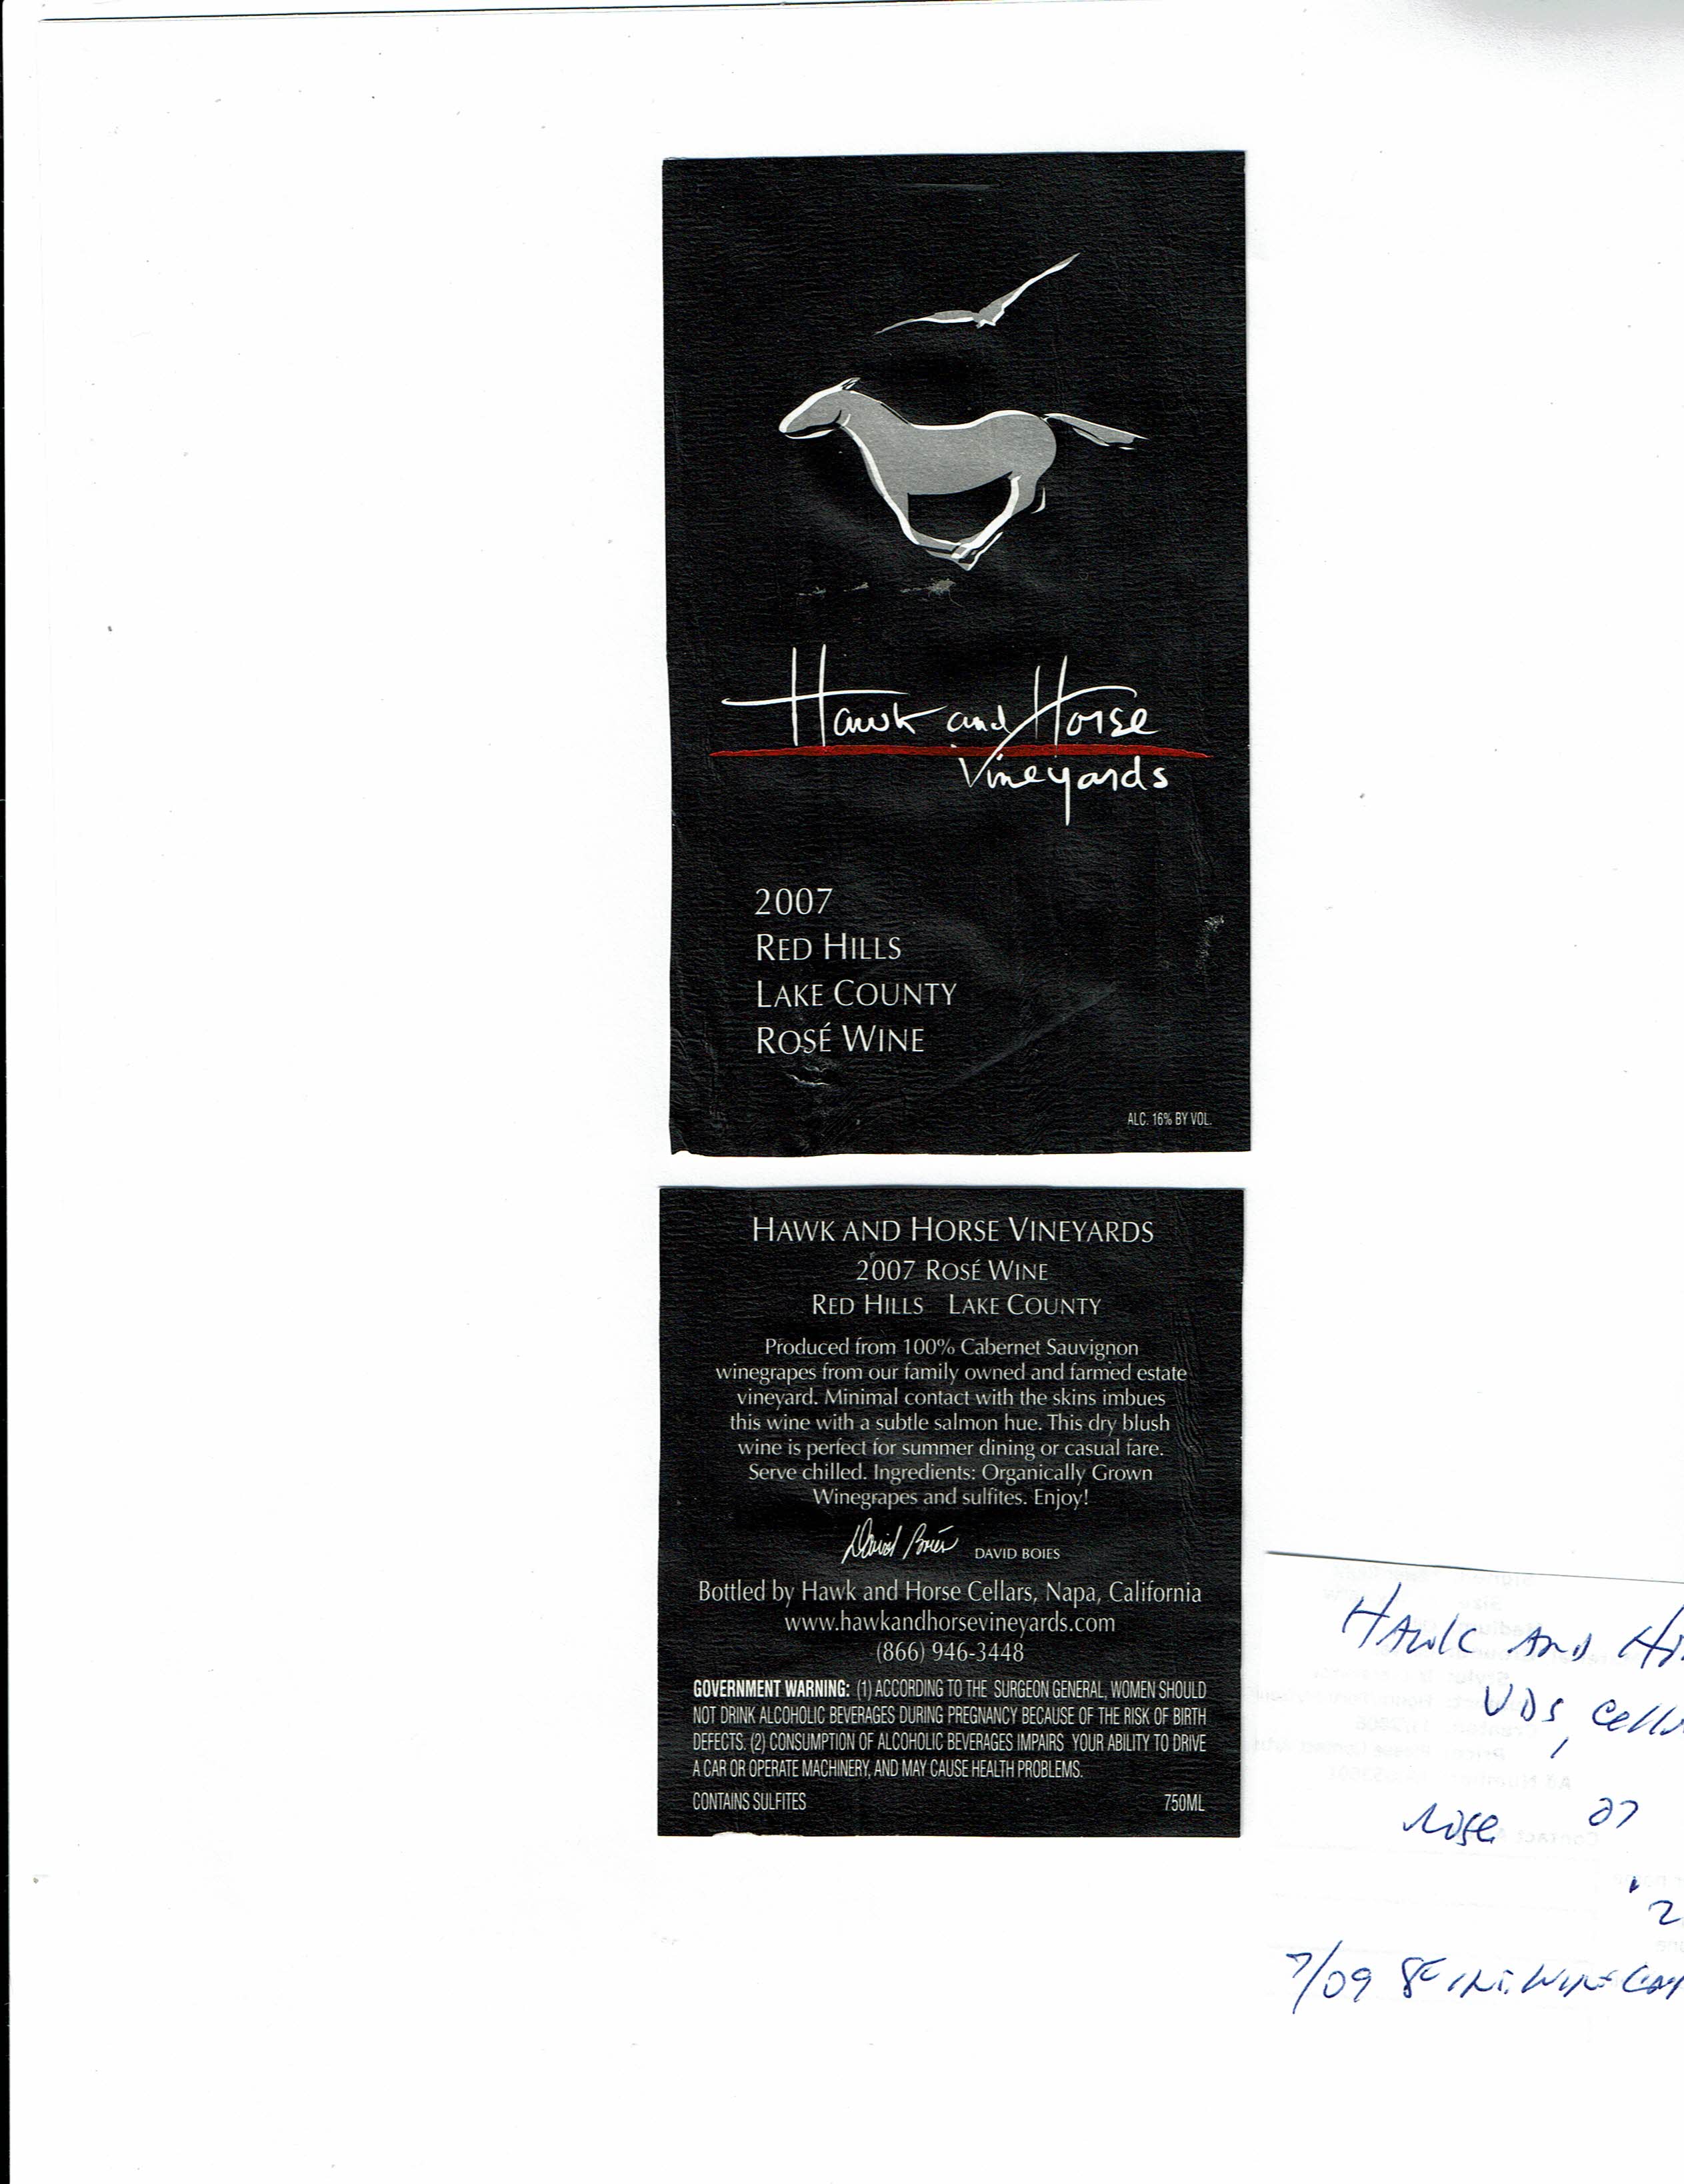 Hawk and Horse
Vineyards
2007
RED HILLS
LAKE COUNTY
ROSÉ WINE
ALC. 16% BY VOL.
HAWK AND HORSE VINEYARDS
2007 ROSÉ WINE
RED HILLS LAKE COUNTY
Produced from 100% Cabernet Sauvignon
winegrapes from our family owned and farmed estate
vineyard. Minimal contact with the skins imbues
this wine with a subtle salmon hue. This dry blush
wine is perfect for summer dining or casual fare.
Serve chilled. Ingredients: Organically Grown
Winegrapes and sulfites. Enjoy!
David Boies DAVID BOIES
Bottled by Hawk and Horse Cellars, Napa, California
www.hawkandhorsevineyards.com
(866) 946-3448
GOVERNMENT WARNING: (1) ACCORDING TO THE SURGEON GENERAL, WOMEN SHOULD
NOT DRINK ALCOHOLIC BEVERAGES DURING PREGNANCY BECAUSE OF THE RISK OF BIRTH
DEFECTS. (2) CONSUMPTION OF ALCOHOLIC BEVERAGES IMPAIRS YOUR ABILITY TO DRIVE
A CAR OR OPERATE MACHINERY, AND MAY CAUSE HEALTH PROBLEMS.
CONTAINS SULFITES 750ML
HAWK AND
VDS,
Rose 07
7/09